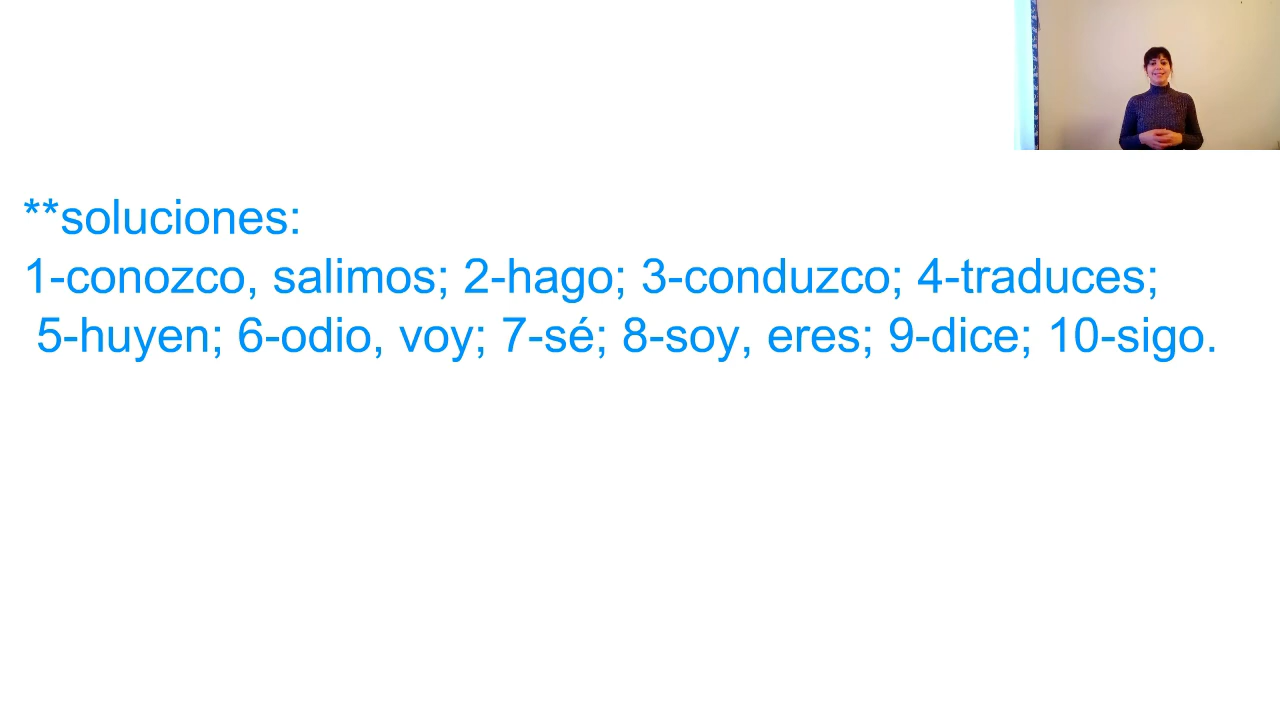 **soluciones:
1-conozco, salimos; 2-hago; 3-conduzco; 4-traduces;
5-huyen; 6-odio, voy; 7-sé; 8-soy, eres; 9-dice; 10-sigo.